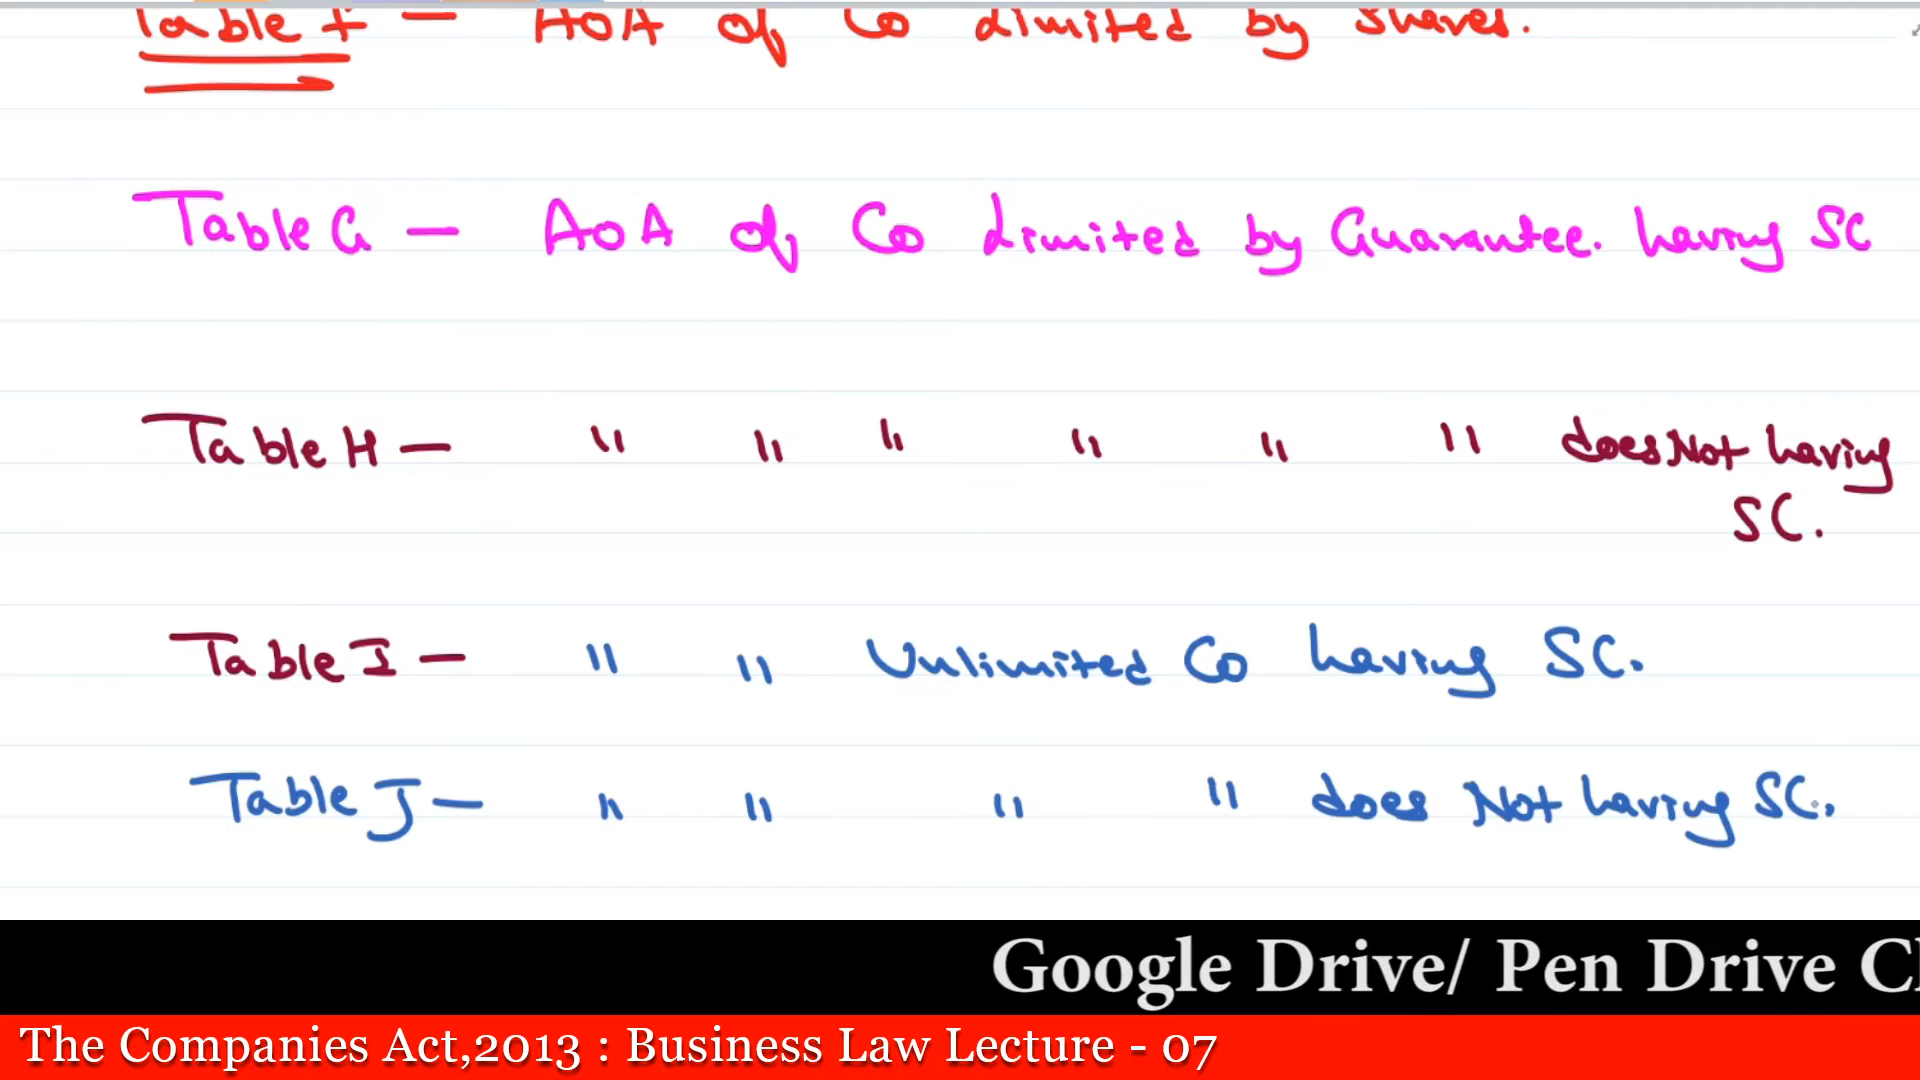 Table F - AOA of Co Limited by Shares.
Table G - AOA of Co Limited by Guarantee. having SC
Table H - " " " " " " does Not having
SC.
Table I - " " Unlimited Co having SC.
Table J - " " " " does Not having SC.
Google Drive/ Pen Drive Cl
The Companies Act,2013 : Business Law Lecture - 07